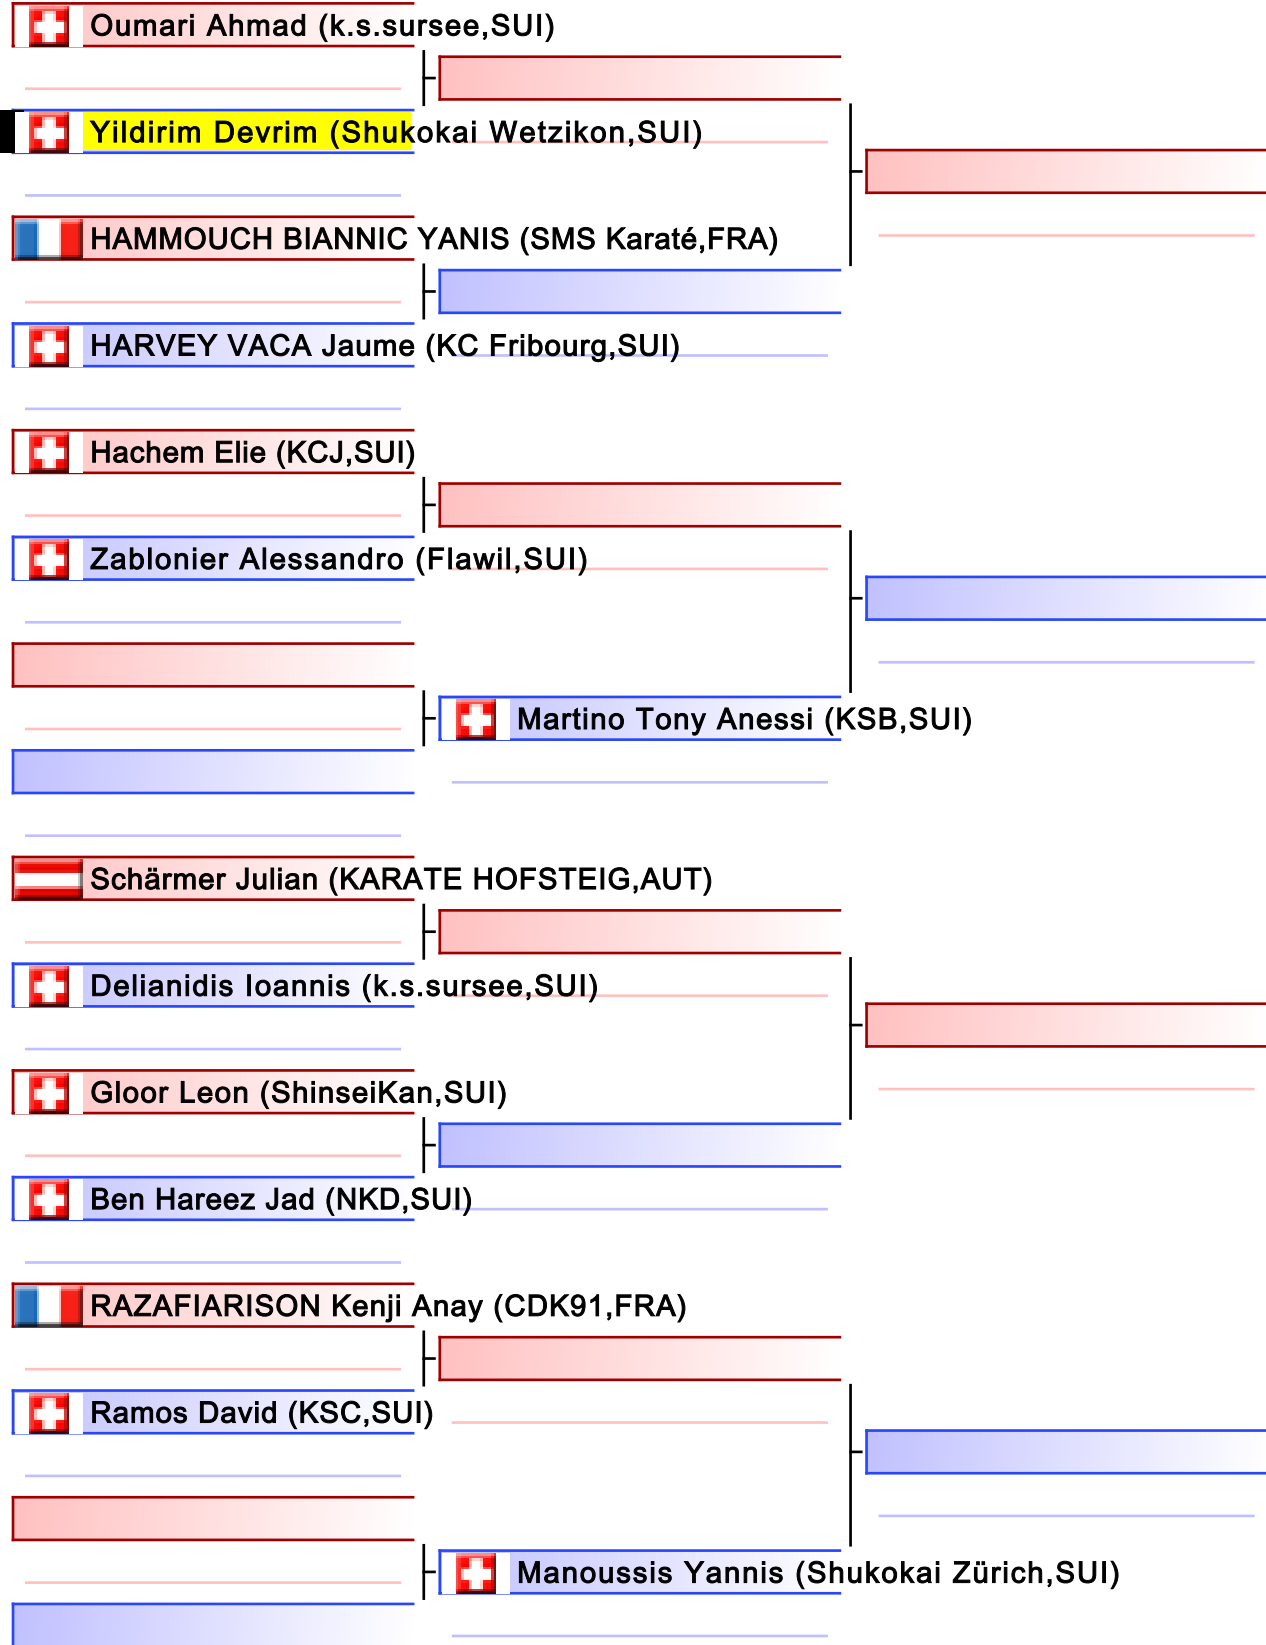 Oumari Ahmad (k.s.sursee,SUI)
Yildirim Devrim (Shukokai Wetzikon,SUI)
HAMMOUCH BIANNIC YANIS (SMS Karaté,FRA)
HARVEY VACA Jaume (KC Fribourg,SUI)
Hachem Elie (KCJ,SUI)
Zablonier Alessandro (Flawil,SUI)
Martino Tony Anessi (KSB,SUI)
Schärmer Julian (KARATE HOFSTEIG,AUT)
Delianidis Ioannis (k.s.sursee,SUI)
Gloor Leon (ShinseiKan,SUI)
Ben Hareez Jad (NKD,SUI)
RAZAFIARISON Kenji Anay (CDK91,FRA)
Ramos David (KSC,SUI)
Manoussis Yannis (Shukokai Zürich,SUI)